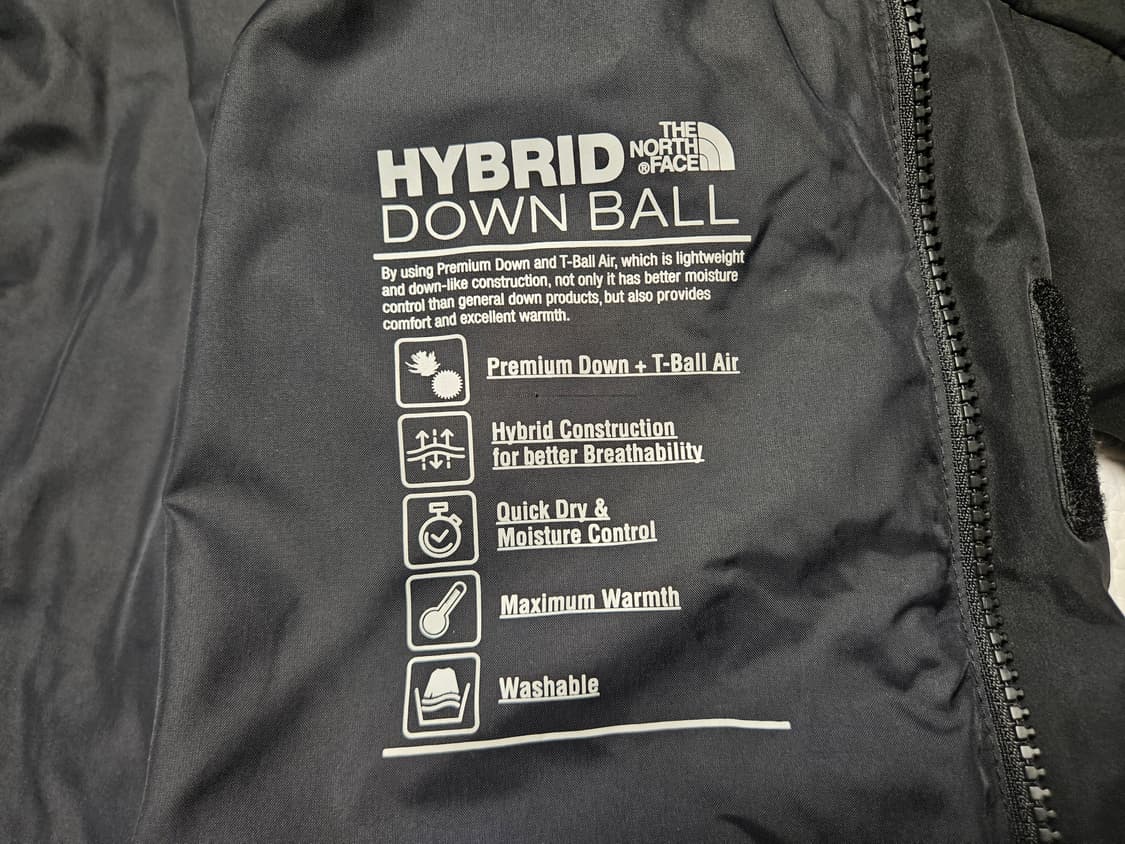 HYBRID
THE
NORTH
®FACE
DOWN BALL
By using Premium Down and T-Ball Air, which is lightweight
and down-like construction, not only it has better moisture
control than general down products, but also provides
comfort and excellent warmth.
Premium Down + T-Ball Air
Hybrid Construction
for better Breathability
Quick Dry &
Moisture Control
Maximum Warmth
Washable